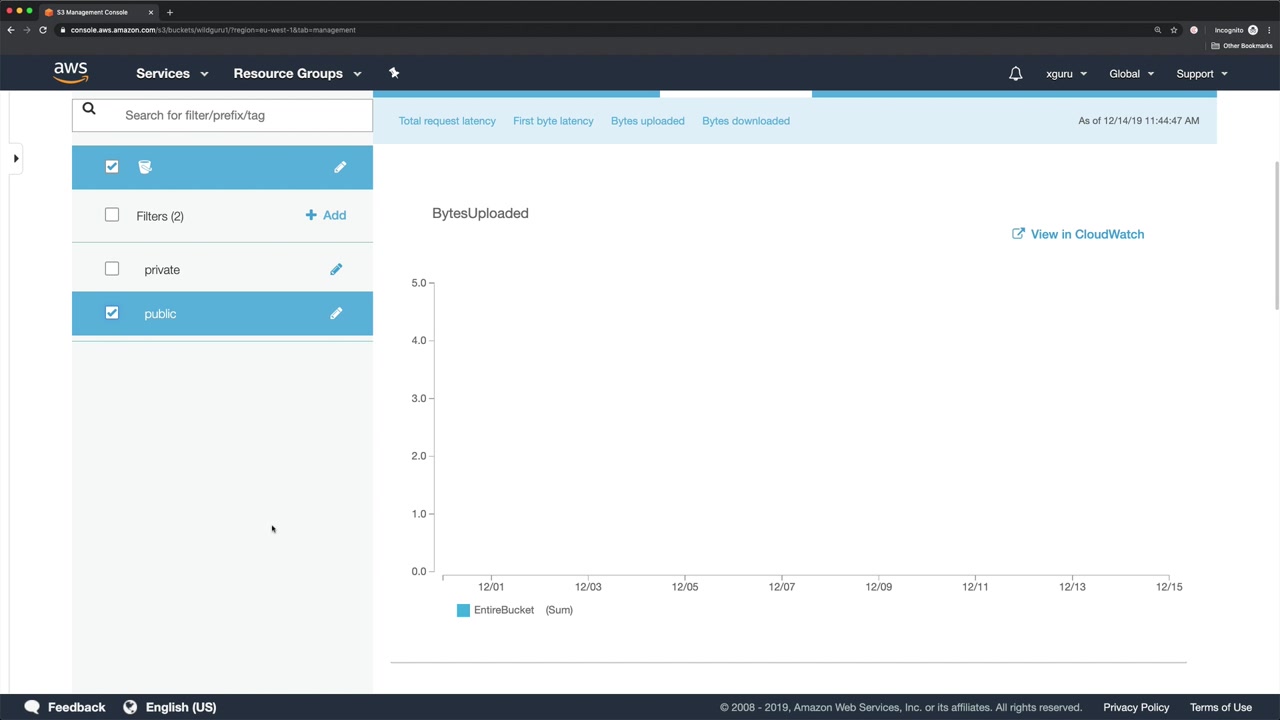 S3 Management Console
console.aws.amazon.com/s3/buckets/wildguru1/?region=eu-west-1&tab=management
Incognito
Other Bookmarks
aws
Services
Resource Groups
xguru
Global
Support
Search for filter/prefix/tag
Total request latency
First byte latency
Bytes uploaded
Bytes downloaded
As of 12/14/19 11:44:47 AM
Filters (2)
Add
private
public
BytesUploaded
View in CloudWatch
5.0
4.0
3.0
2.0
1.0
0.0
12/01 12/03 12/05 12/07 12/09 12/11 12/13 12/15
EntireBucket (Sum)
Feedback
English (US)
© 2008 - 2019, Amazon Web Services, Inc. or its affiliates. All rights reserved.
Privacy Policy
Terms of Use